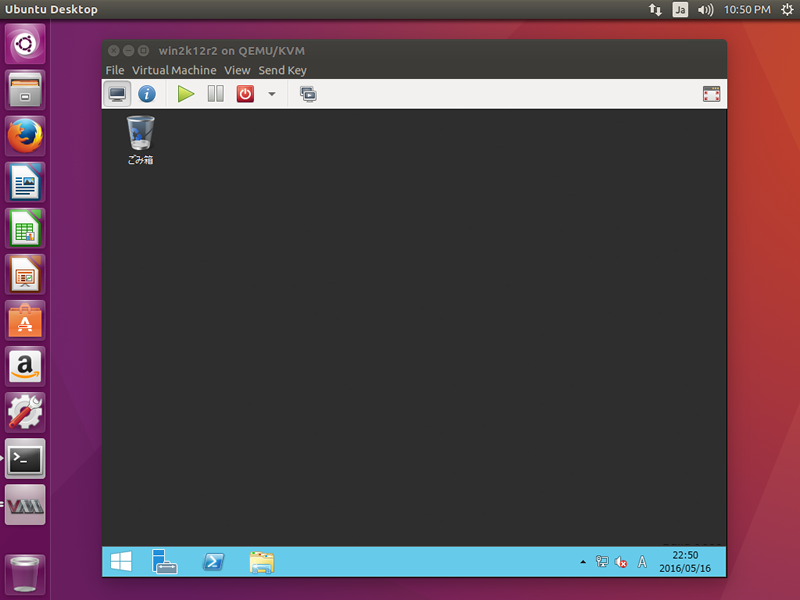 Ubuntu Desktop
Ja
10:50 PM
win2k12r2 on QEMU/KVM
File Virtual Machine View Send Key
ごみ箱
A
22:50
2016/05/16